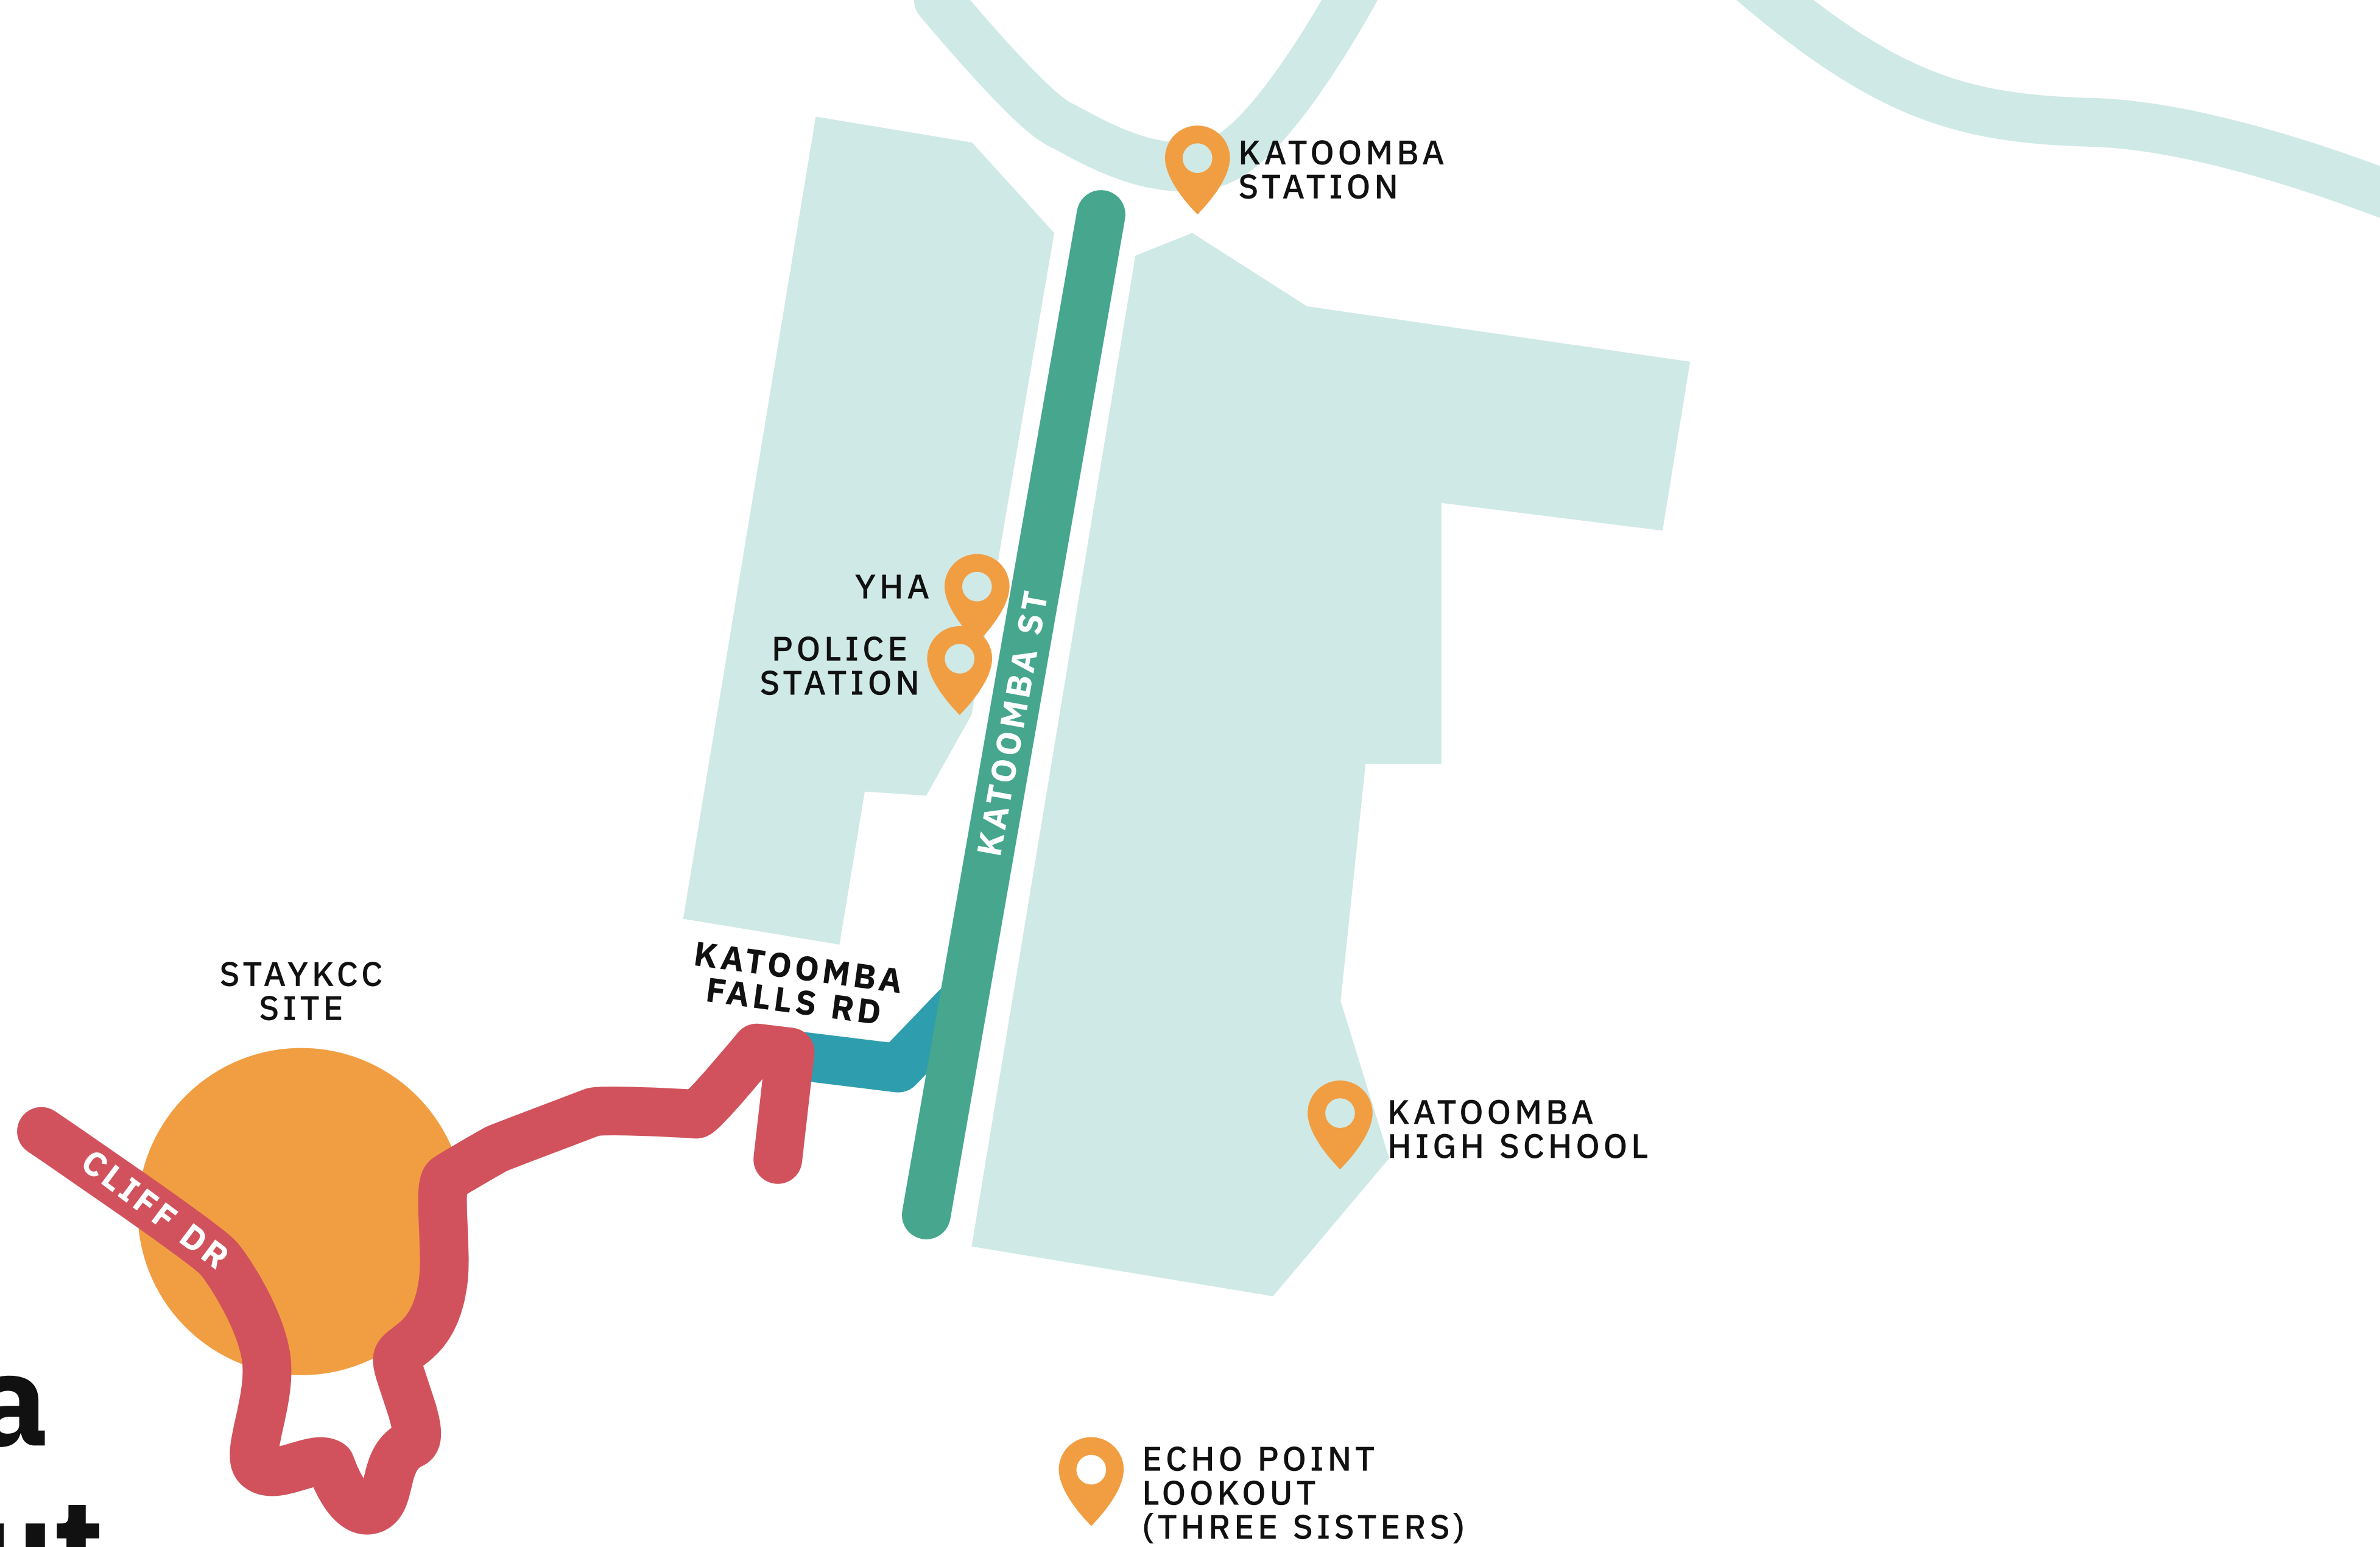 KATOOMBA
STATION
YHA
POLICE
STATION
KATOOMBA ST
KATOOMBA
FALLS RD
STAYKCC
SITE
CLIFF DR
KATOOMBA
HIGH SCHOOL
ECHO POINT
LOOKOUT
(THREE SISTERS)